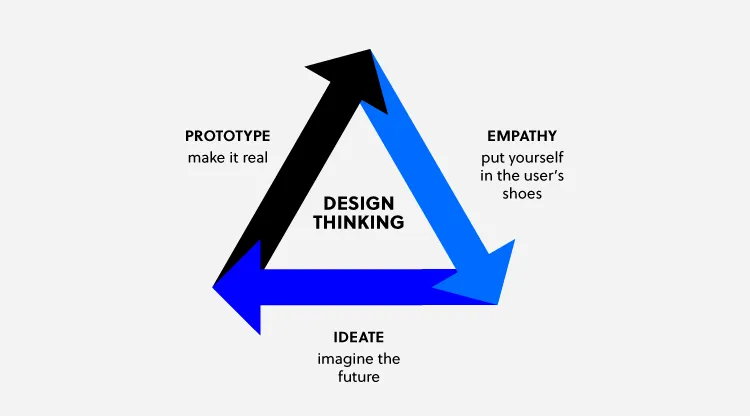 PROTOTYPE
make it real
EMPATHY
put yourself
in the user's
shoes
DESIGN
THINKING
IDEATE
imagine the
future